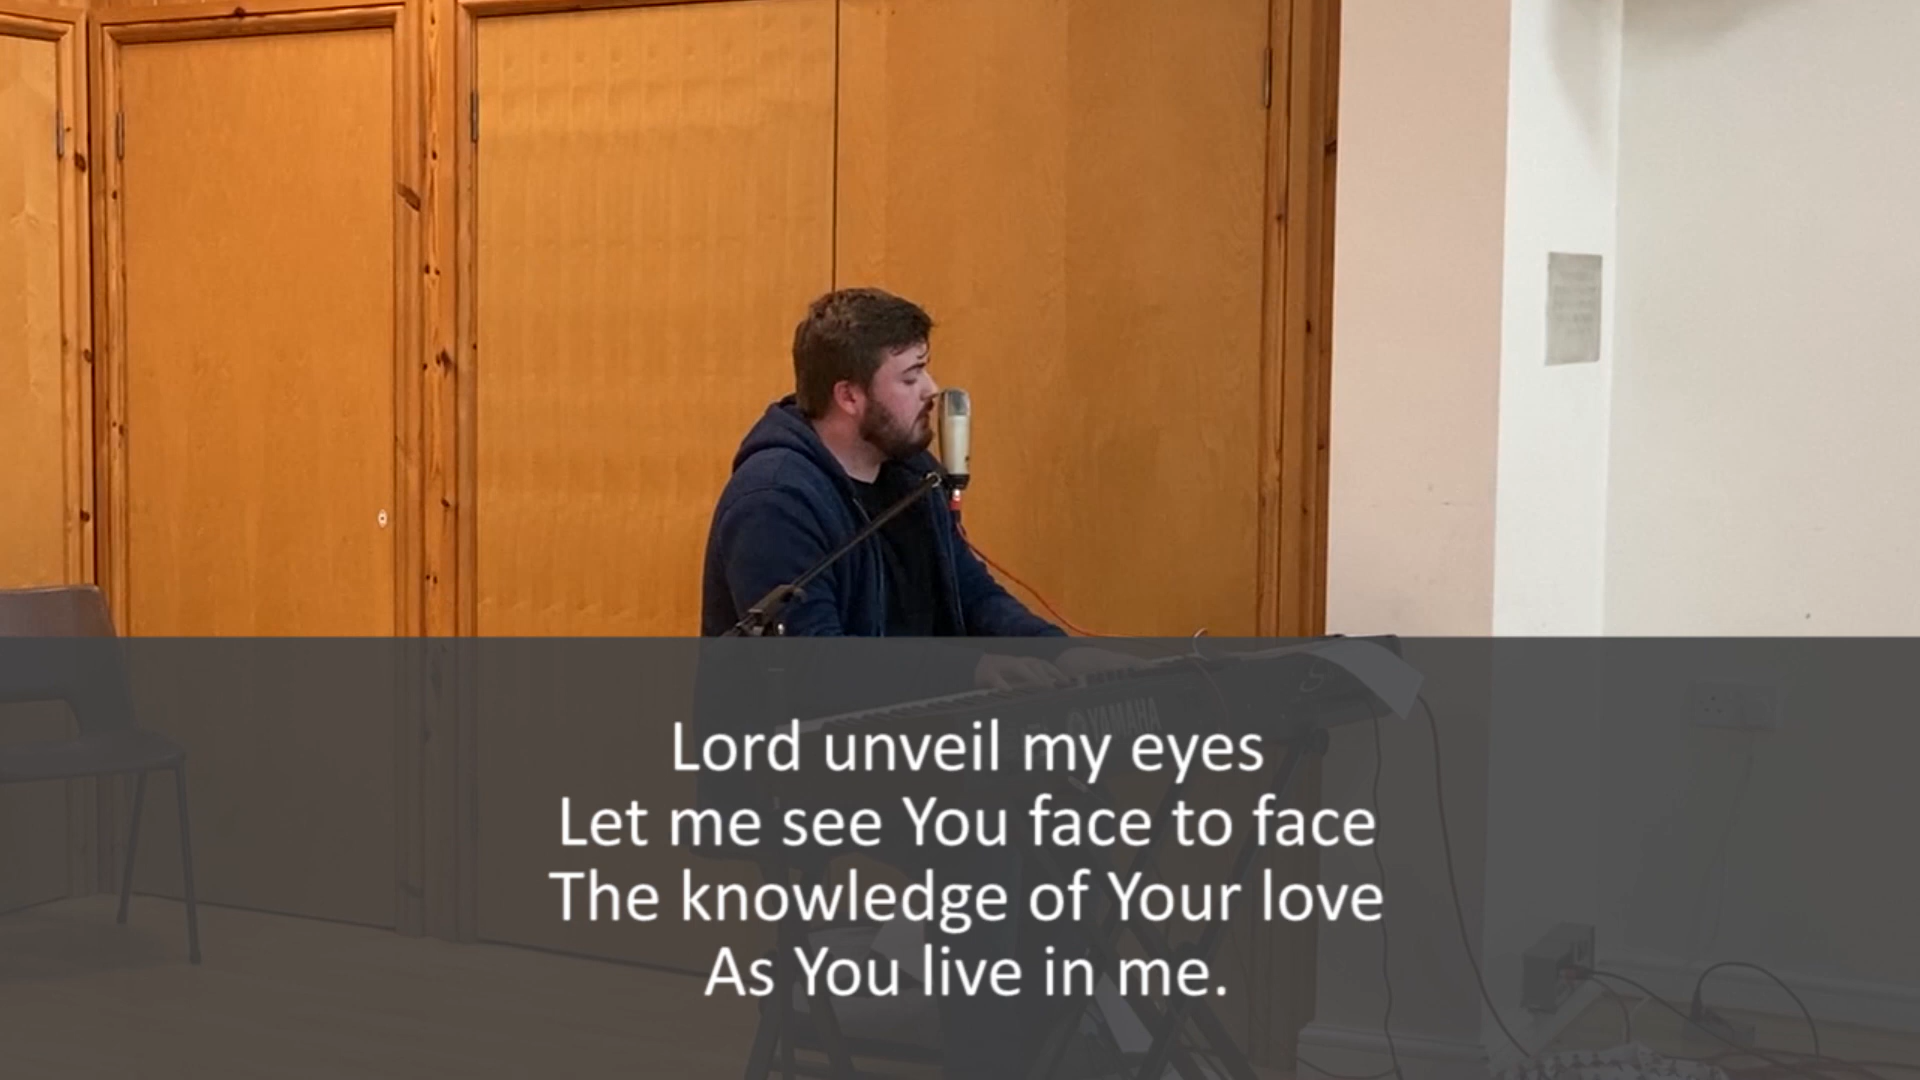 YAMAHA
Lord unveil my eyes
Let me see You face to face
The knowledge of Your love
As You live in me.